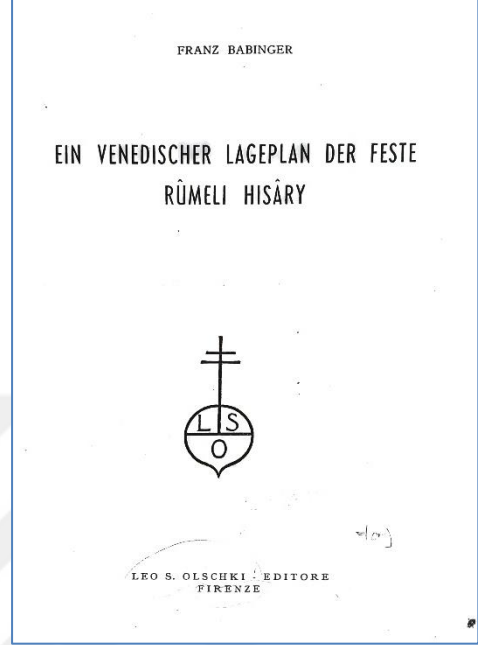 FRANZ BABINGER
EIN VENEDISCHER LAGEPLAN DER FESTE
RÛMELI HISÂRY
L S
O
LEO S. OLSCHKI - EDITORE
FIRENZE